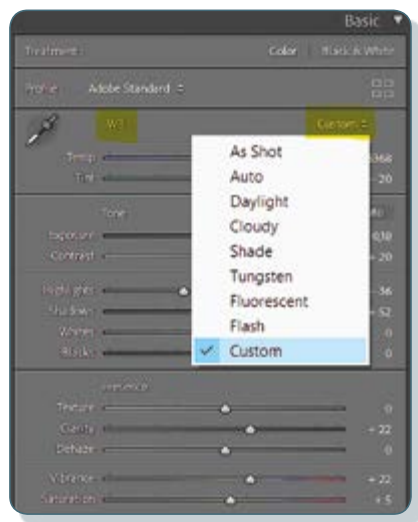 Basic
Treatment: Color Black & White
Profile: Adobe Standard
WB Custom
As Shot
Auto
Daylight
Cloudy
Shade
Tungsten
Fluorescent
Flash
Custom
Temp
Tint - 20
Tone
Exposure 0,10
Contrast + 20
Highlights - 36
Shadows + 52
Whites 0
Blacks 0
Presence
Texture 0
Clarity + 22
Dehaze 0
Vibrance + 22
Saturation + 5